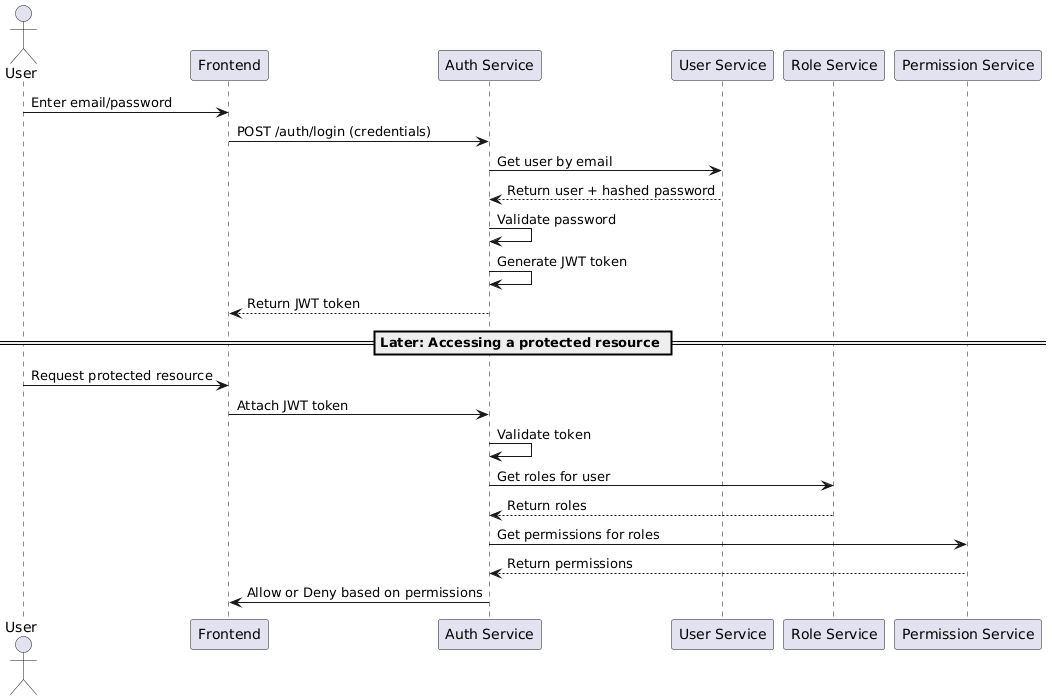 User
Frontend
Auth Service
User Service
Role Service
Permission Service
Enter email/password
POST /auth/login (credentials)
Get user by email
Return user + hashed password
Validate password
Generate JWT token
Return JWT token
Later: Accessing a protected resource
Request protected resource
Attach JWT token
Validate token
Get roles for user
Return roles
Get permissions for roles
Return permissions
Allow or Deny based on permissions
User
Frontend
Auth Service
User Service
Role Service
Permission Service